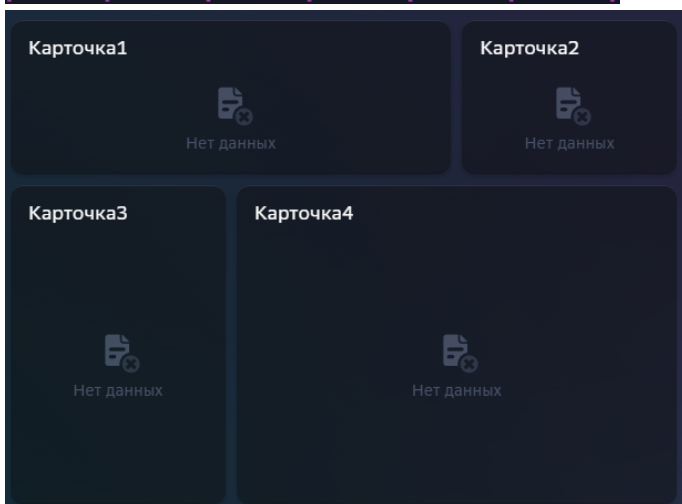 Карточка1
Карточка2
Нет данных
Нет данных
Карточка3
Карточка4
Нет данных
Нет данных